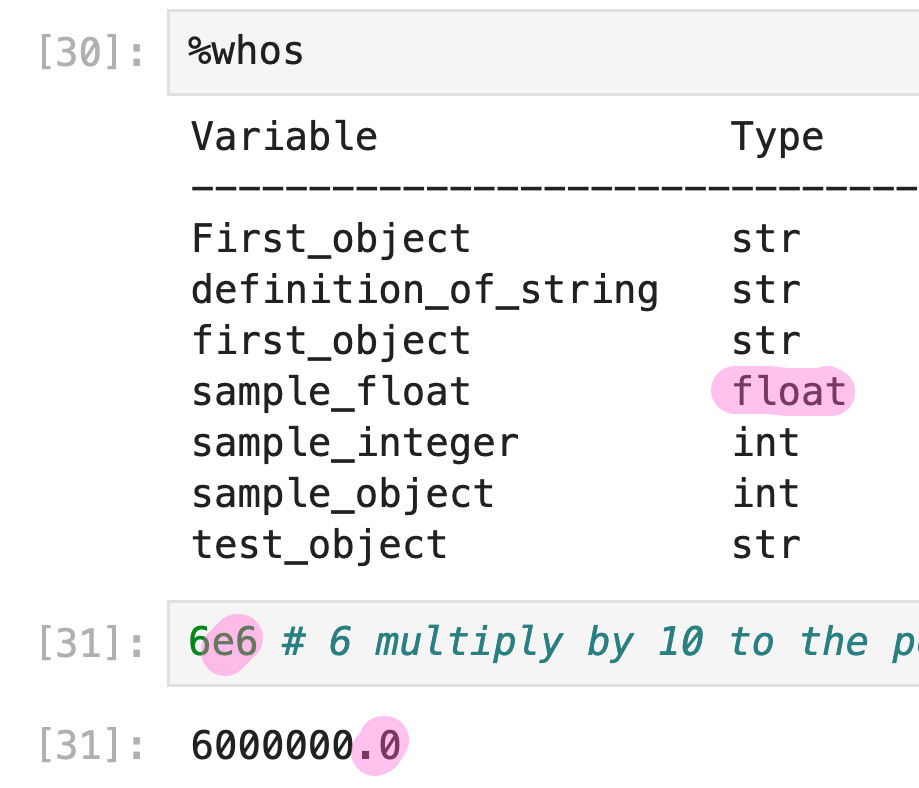 [30]: %whos
Variable Type
----------------------------------
First_object str
definition_of_string str
first_object str
sample_float float
sample_integer int
sample_object int
test_object str
[31]: 6e6 # 6 multiply by 10 to the
[31]: 6000000.0